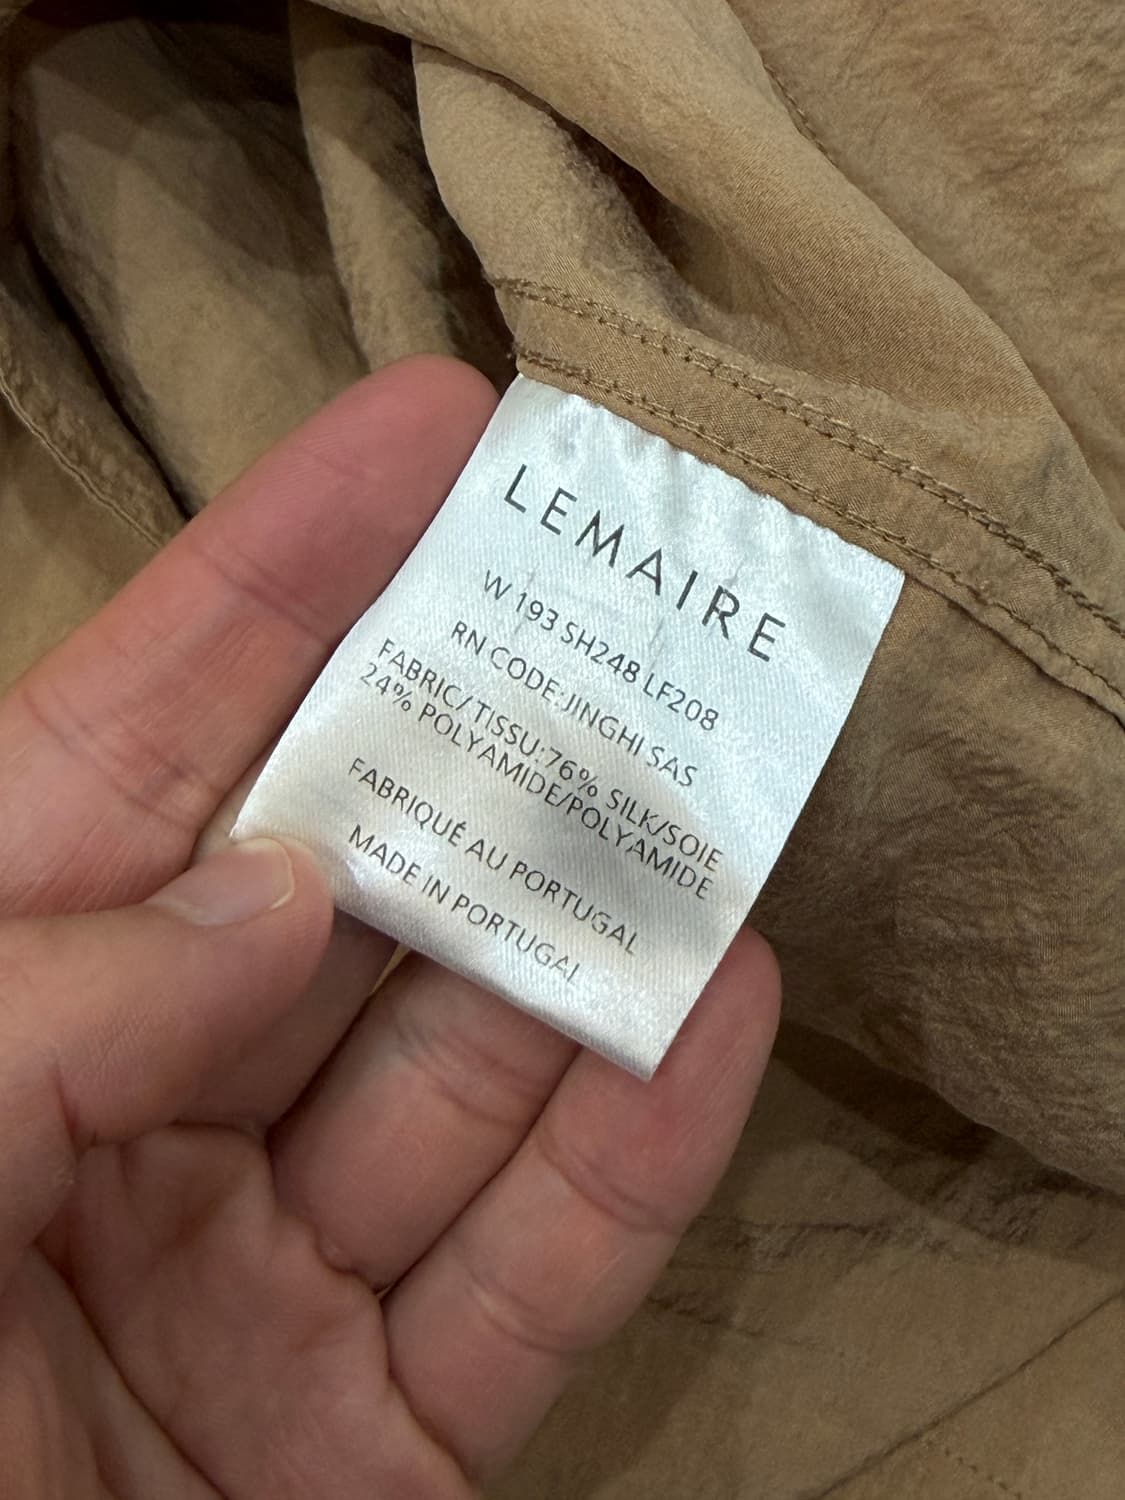 LEMAIRE
W 193 SH248 LF208
RN CODE:JINGHI SAS
FABRIC/TISSU:76% SILK/SOIE
24% POLYAMIDE/POLYAMIDE
FABRIQUÉ AU PORTUGAL
MADE IN PORTUGAL